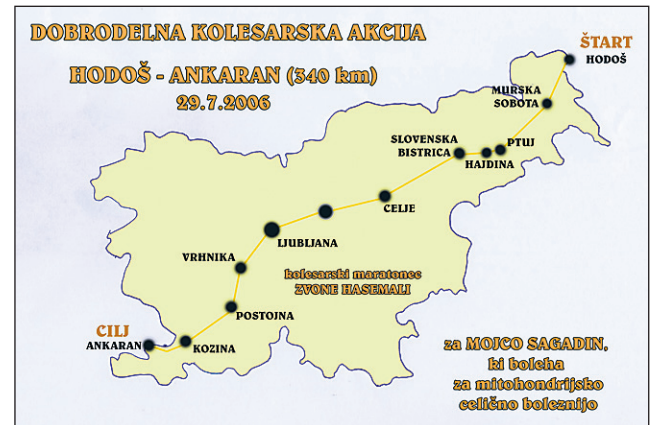 DOBRODELNA KOLESARSKA AKCIJA
HODOŠ - ANKARAN (340 km)
29.7.2006
ŠTART
HODOŠ
MURSKA
SOBOTA
PTUJ
HAJDINA
SLOVENSKA
BISTRICA
CELJE
LJUBLJANA
VRHNIKA
POSTOJNA
KOZINA
CILJ
ANKARAN
kolesarski maratonec
ZVONE HASEMALI
za MOJCO SAGADIN,
ki boleha
za mitohondrijsko
celično boleznijo